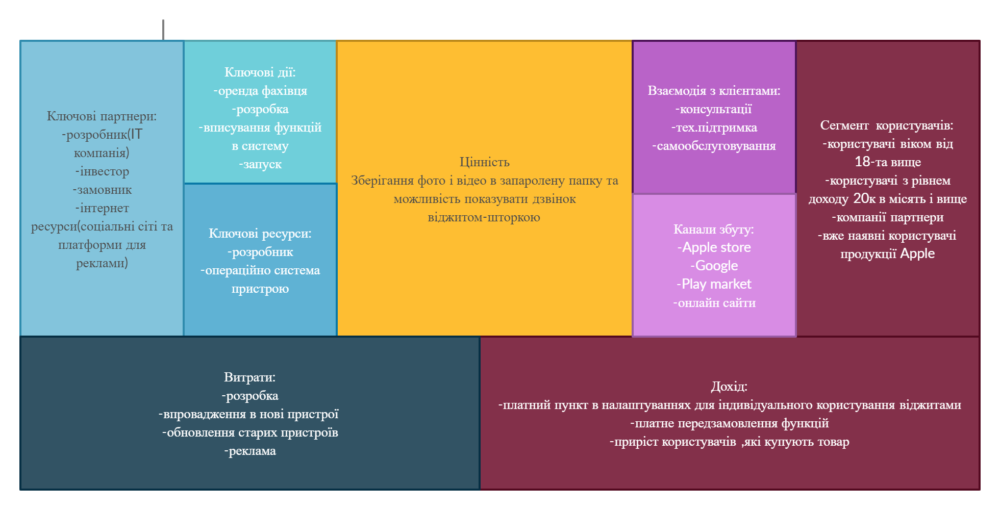 Ключові партнери:
-розробник(IT
компанія)
-інвестор
-замовник
-інтернет
ресурси(соціальні сіті та
платформи для
реклами)
Ключові дії:
-оренда фахівця
-розробка
-вписування функцій
в систему
-запуск
Ключові ресурси:
-розробник
-операційно система
пристрою
Цінність
Зберігання фото і відео в запаролену папку та
можливість показувати дзвінок
віджитом-шторкою
Взаємодія з клієнтами:
-консультації
-тех.підтримка
-самообслуговування
Канали збуту:
-Apple store
-Google
-Play market
-онлайн сайти
Сегмент користувачів:
-користувачі віком від
18-та вище
-користувачі з рівнем
доходу 20к в місять і вище
-компанії партнери
-вже наявні користувачі
продукції Apple
Витрати:
-розробка
-впровадження в нові пристрої
-обновлення старих пристроїв
-реклама
Дохід:
-платний пункт в налаштуваннях для індивідуального користування віджитами
-платне передзамовлення функцій
-приріст користувачів ,які купують товар